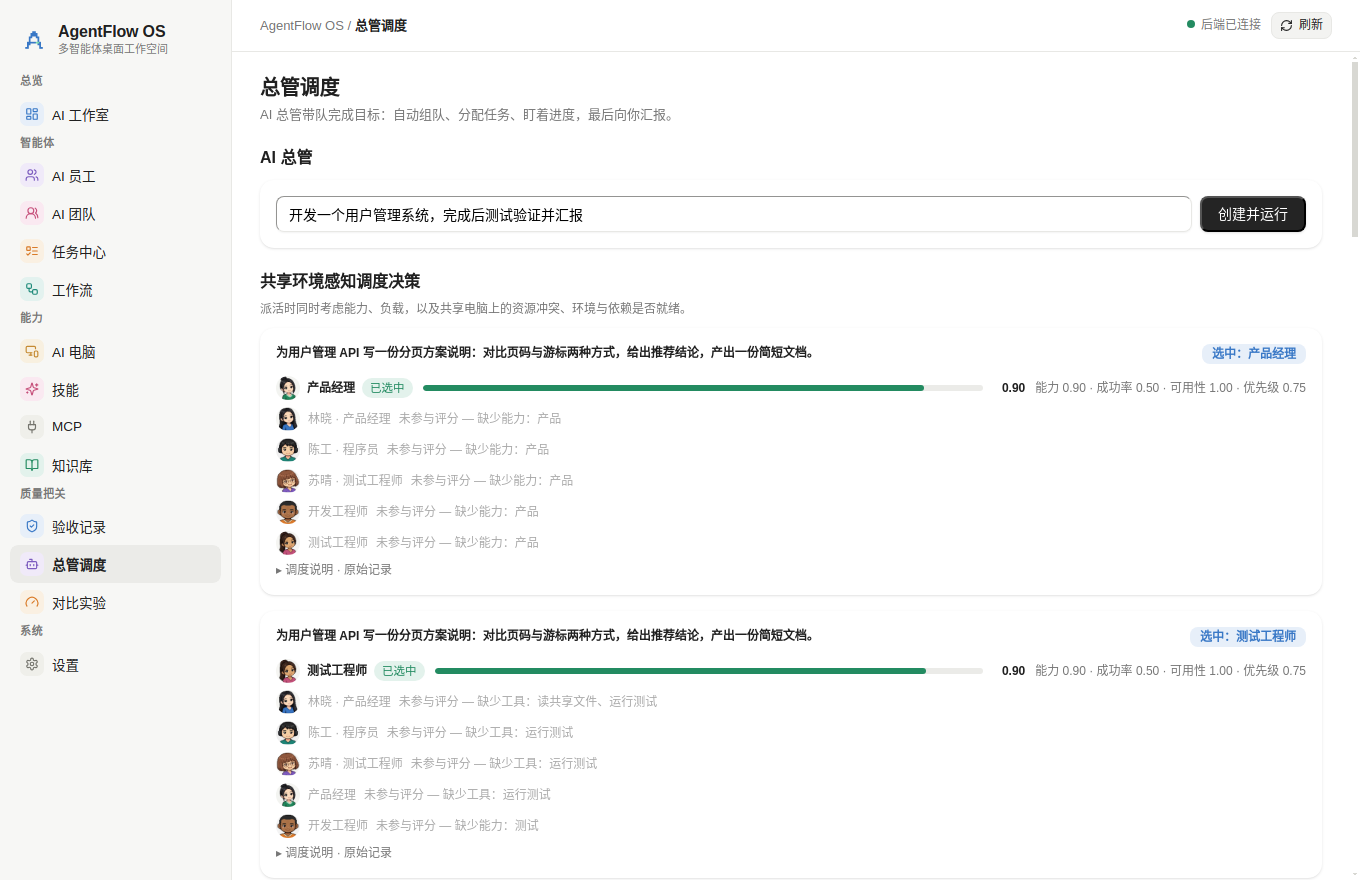 AgentFlow OS
多智能体桌面工作空间
总览
AI 工作室
智能体
AI 员工
AI 团队
任务中心
工作流
能力
AI 电脑
技能
MCP
知识库
质量把关
验收记录
总管调度
对比实验
系统
设置
AgentFlow OS / 总管调度
后端已连接
刷新
总管调度
AI 总管带队完成目标：自动组队、分配任务、盯着进度，最后向你汇报。
AI 总管
开发一个用户管理系统，完成后测试验证并汇报
创建并运行
共享环境感知调度决策
派活时同时考虑能力、负载，以及共享电脑上的资源冲突、环境与依赖是否就绪。
为用户管理 API 写一份分页方案说明：对比页码与游标两种方式，给出推荐结论，产出一份简短文档。
选中：产品经理
产品经理 已选中 0.90 能力 0.90 · 成功率 0.50 · 可用性 1.00 · 优先级 0.75
林晓 · 产品经理 未参与评分 — 缺少能力：产品
陈工 · 程序员 未参与评分 — 缺少能力：产品
苏晴 · 测试工程师 未参与评分 — 缺少能力：产品
开发工程师 未参与评分 — 缺少能力：产品
测试工程师 未参与评分 — 缺少能力：产品
▸ 调度说明 · 原始记录
为用户管理 API 写一份分页方案说明：对比页码与游标两种方式，给出推荐结论，产出一份简短文档。
选中：测试工程师
测试工程师 已选中 0.90 能力 0.90 · 成功率 0.50 · 可用性 1.00 · 优先级 0.75
林晓 · 产品经理 未参与评分 — 缺少工具：读共享文件、运行测试
陈工 · 程序员 未参与评分 — 缺少工具：运行测试
苏晴 · 测试工程师 未参与评分 — 缺少工具：运行测试
产品经理 未参与评分 — 缺少工具：运行测试
开发工程师 未参与评分 — 缺少能力：测试
▸ 调度说明 · 原始记录